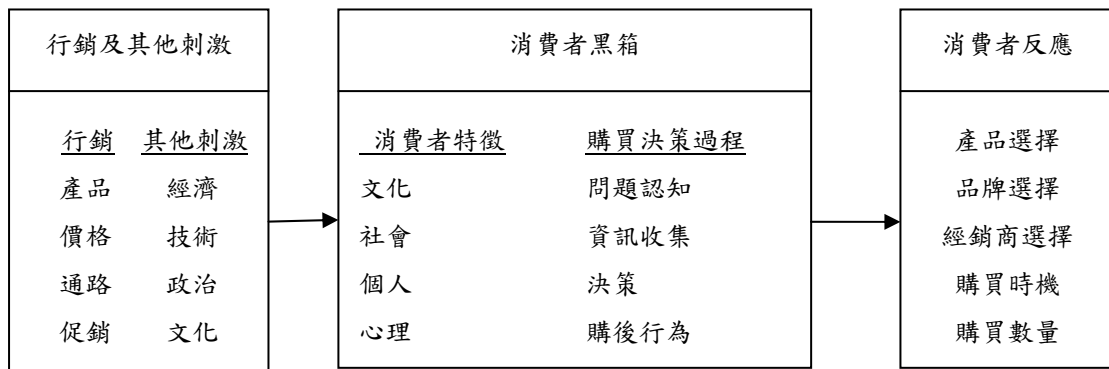 行銷及其他刺激
行銷 其他刺激
產品 經濟
價格 技術
通路 政治
促銷 文化
消費者黑箱
消費者特徵 購買決策過程
文化 問題認知
社會 資訊收集
個人 決策
心理 購後行為
消費者反應
產品選擇
品牌選擇
經銷商選擇
購買時機
購買數量